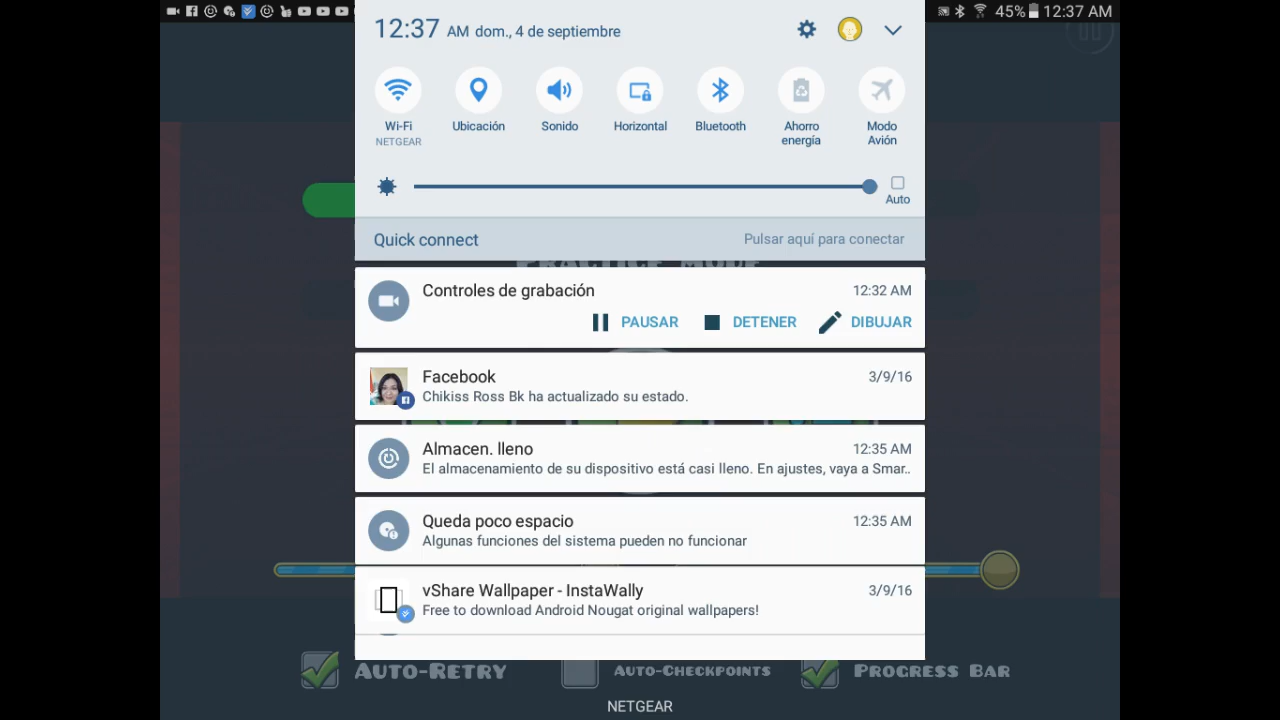 45% 12:37 AM
12:37 AM dom., 4 de septiembre
Wi-Fi
NETGEAR
Ubicación
Sonido
Horizontal
Bluetooth
Ahorro
energía
Modo
Avión
Auto
Quick connect Pulsar aquí para conectar
PRACTICE MODE
Controles de grabación 12:32 AM
PAUSAR DETENER DIBUJAR
Facebook 3/9/16
Chikiss Ross Bk ha actualizado su estado.
Almacen. lleno 12:35 AM
El almacenamiento de su dispositivo está casi lleno. En ajustes, vaya a Smar..
Queda poco espacio 12:35 AM
Algunas funciones del sistema pueden no funcionar
vShare Wallpaper - InstaWally 3/9/16
Free to download Android Nougat original wallpapers!
AUTO-RETRY AUTO-CHECKPOINTS PROGRESS BAR
NETGEAR